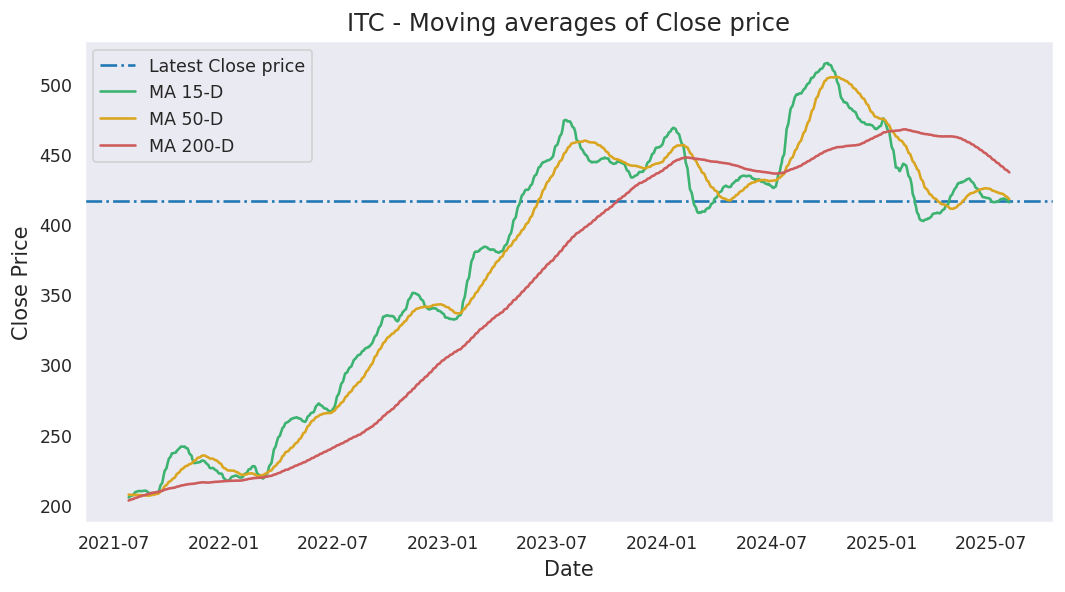 ITC - Moving averages of Close price
Latest Close price
MA 15-D
MA 50-D
MA 200-D
500
450
400
350
300
250
200
Close Price
2021-07 2022-01 2022-07 2023-01 2023-07 2024-01 2024-07 2025-01 2025-07
Date